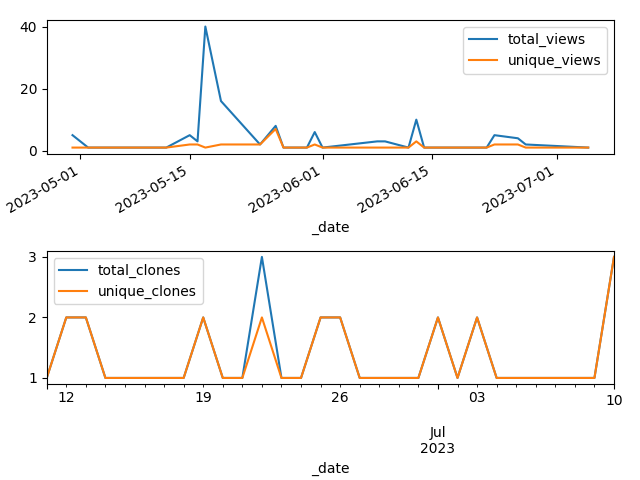 40
20
0
total_views
unique_views
2023-05-01
2023-05-15
2023-06-01
2023-06-15
2023-07-01
_date
3
2
1
total_clones
unique_clones
12
19
26
03
10
Jul
2023
_date